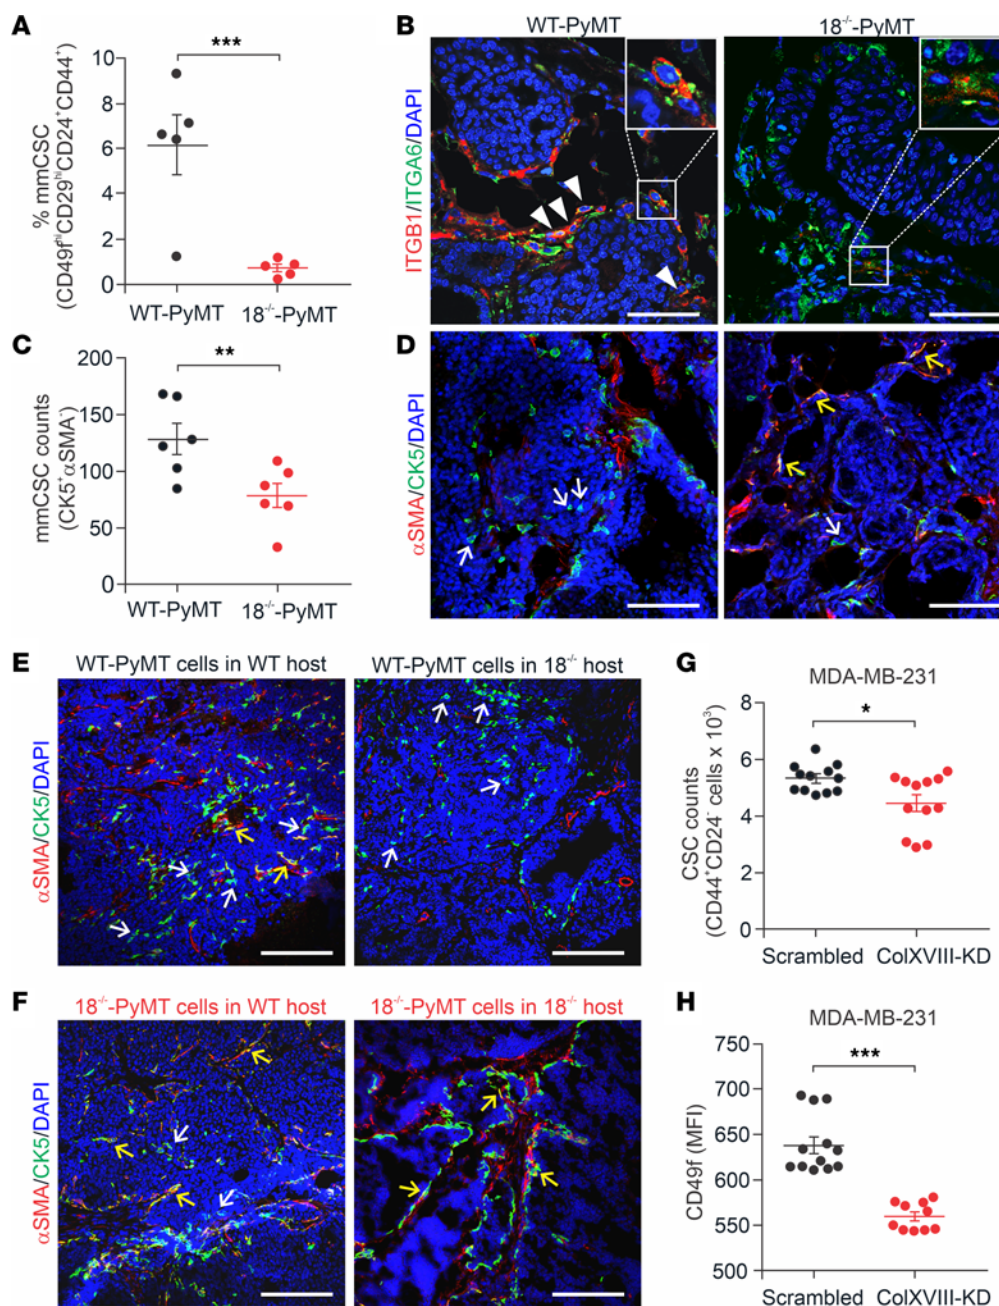 A
***
% mmCSC
(CD49fʰⁱCD29ʰⁱCD24⁺CD44⁺)
10
8
6
4
2
0
WT-PyMT
18⁻/⁻-PyMT
B
WT-PyMT
18⁻/⁻-PyMT
ITGB1/ITGA6/DAPI
C
**
mmCSC counts
(CK5⁺αSMA⁻)
200
150
100
50
0
WT-PyMT
18⁻/⁻-PyMT
D
αSMA/CK5/DAPI
E
WT-PyMT cells in WT host
WT-PyMT cells in 18⁻/⁻ host
αSMA/CK5/DAPI
F
18⁻/⁻-PyMT cells in WT host
18⁻/⁻-PyMT cells in 18⁻/⁻ host
αSMA/CK5/DAPI
G
MDA-MB-231
*
CSC counts
(CD44⁺CD24⁻ cells x 10³)
8
6
4
2
0
Scrambled
ColXVIII-KD
H
MDA-MB-231
***
CD49f (MFI)
750
700
650
600
550
500
Scrambled
ColXVIII-KD